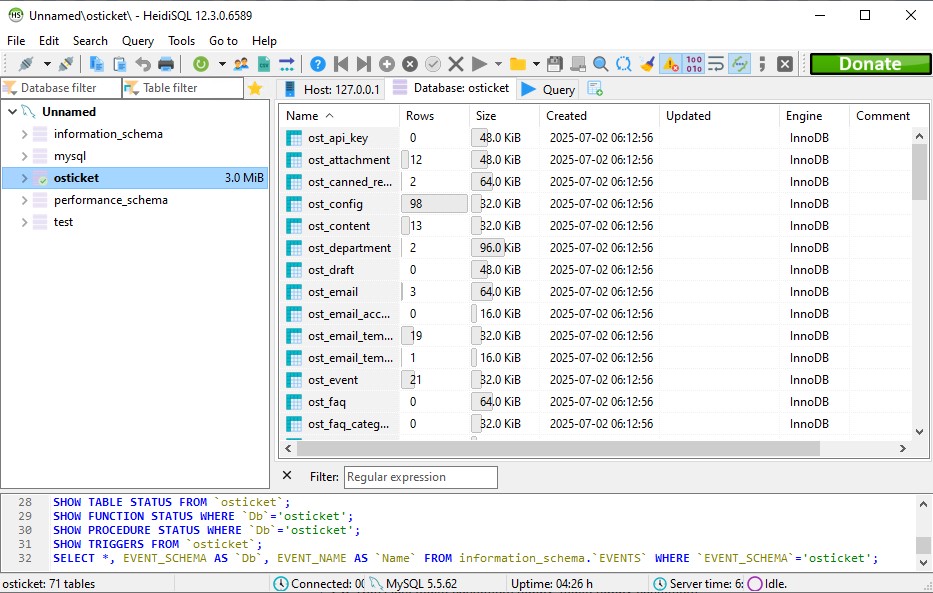 Unnamed\osticket\ - HeidiSQL 12.3.0.6589
File Edit Search Query Tools Go to Help
Donate
Database filter Table filter Host: 127.0.0.1 Database: osticket Query
Unnamed
information_schema
mysql
osticket 3.0 MiB
performance_schema
test
Name Rows Size Created Updated Engine Comment
ost_api_key 0 48.0 KiB 2025-07-02 06:12:56 InnoDB
ost_attachment 12 48.0 KiB 2025-07-02 06:12:56 InnoDB
ost_canned_re... 2 64.0 KiB 2025-07-02 06:12:56 InnoDB
ost_config 98 32.0 KiB 2025-07-02 06:12:56 InnoDB
ost_content 13 32.0 KiB 2025-07-02 06:12:56 InnoDB
ost_department 2 96.0 KiB 2025-07-02 06:12:56 InnoDB
ost_draft 0 48.0 KiB 2025-07-02 06:12:56 InnoDB
ost_email 3 64.0 KiB 2025-07-02 06:12:56 InnoDB
ost_email_acc... 0 16.0 KiB 2025-07-02 06:12:56 InnoDB
ost_email_tem... 19 32.0 KiB 2025-07-02 06:12:56 InnoDB
ost_email_tem... 1 16.0 KiB 2025-07-02 06:12:56 InnoDB
ost_event 21 32.0 KiB 2025-07-02 06:12:56 InnoDB
ost_faq 0 64.0 KiB 2025-07-02 06:12:56 InnoDB
ost_faq_categ... 0 32.0 KiB 2025-07-02 06:12:56 InnoDB
Filter: Regular expression
28 SHOW TABLE STATUS FROM `osticket`;
29 SHOW FUNCTION STATUS WHERE `Db`='osticket';
30 SHOW PROCEDURE STATUS WHERE `Db`='osticket';
31 SHOW TRIGGERS FROM `osticket`;
32 SELECT *, EVENT_SCHEMA AS `Db`, EVENT_NAME AS `Name` FROM information_schema.`EVENTS` WHERE `EVENT_SCHEMA`='osticket';
osticket: 71 tables Connected: 00 MySQL 5.5.62 Uptime: 04:26 h Server time: 6: Idle.